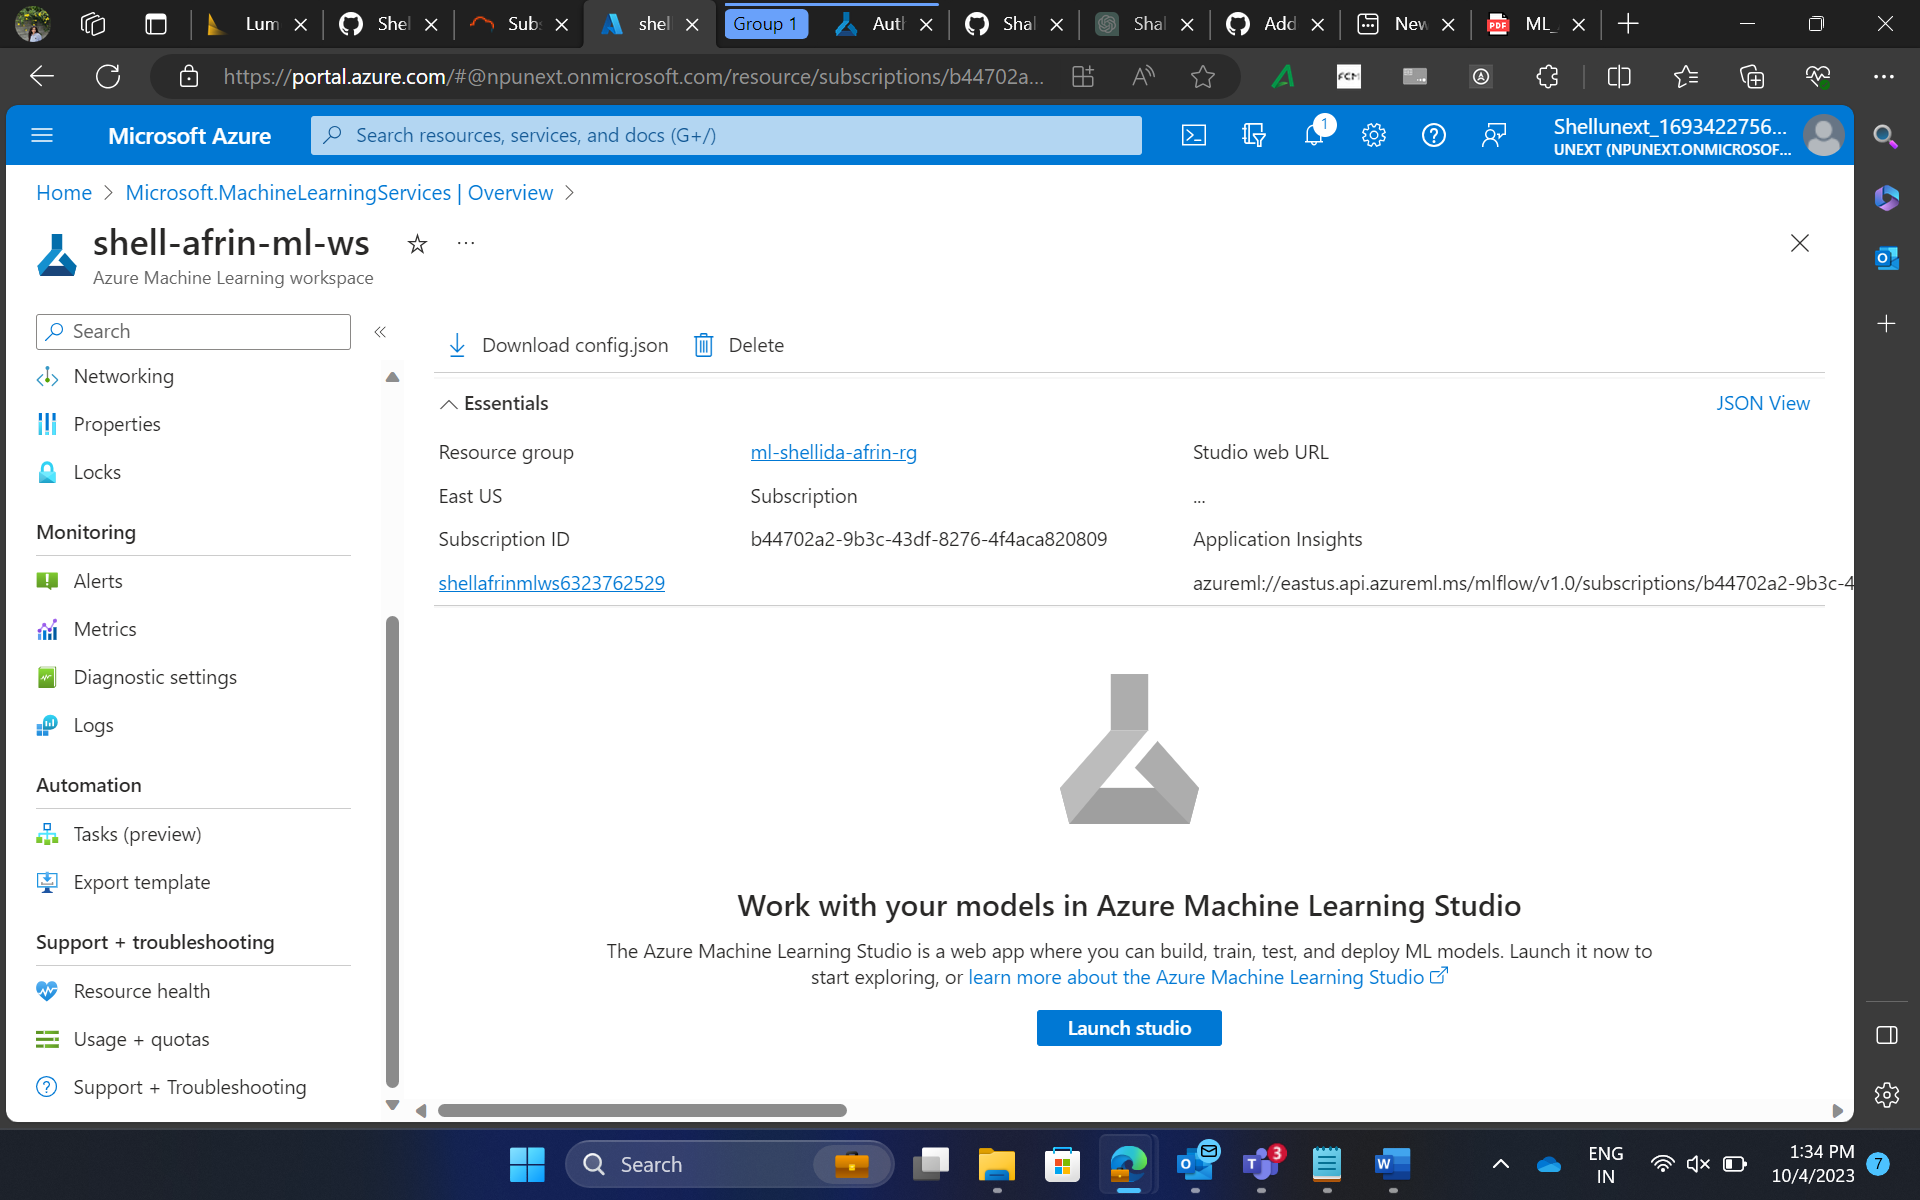 Lum
Shel
Sub
shell
Group 1
Auth
Shal
Shal
Add
New
ML_
https://portal.azure.com/#@npunext.onmicrosoft.com/resource/subscriptions/b44702a...
FCM
Microsoft Azure
Search resources, services, and docs (G+/)
1
Shellunext_1693422756...
UNEXT (NPUNEXT.ONMICROSOF...
Home > Microsoft.MachineLearningServices | Overview >
shell-afrin-ml-ws
Azure Machine Learning workspace
Search
Networking
Properties
Locks
Monitoring
Alerts
Metrics
Diagnostic settings
Logs
Automation
Tasks (preview)
Export template
Support + troubleshooting
Resource health
Usage + quotas
Support + Troubleshooting
Download config.json
Delete
Essentials
JSON View
Resource group
ml-shellida-afrin-rg
Studio web URL
East US
Subscription
...
Subscription ID
b44702a2-9b3c-43df-8276-4f4aca820809
Application Insights
shellafrinmlws6323762529
azureml://eastus.api.azureml.ms/mlflow/v1.0/subscriptions/b44702a2-9b3c-4
Work with your models in Azure Machine Learning Studio
The Azure Machine Learning Studio is a web app where you can build, train, test, and deploy ML models. Launch it now to
start exploring, or learn more about the Azure Machine Learning Studio
Launch studio
Search
3
ENG
IN
1:34 PM
10/4/2023
7